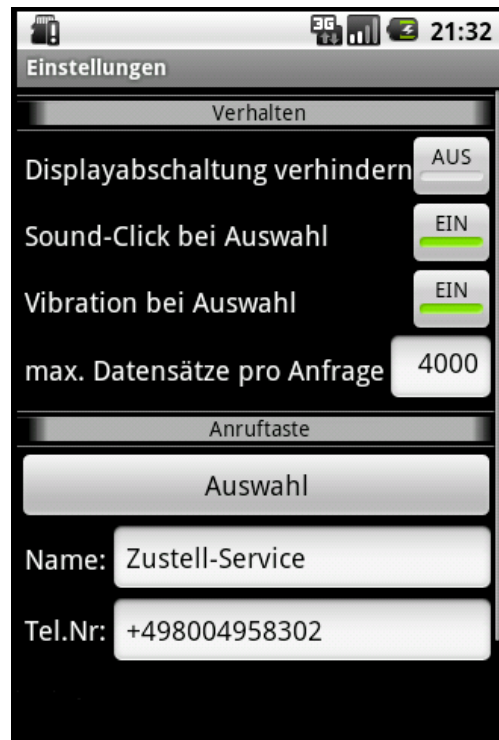 3G 21:32
Einstellungen
Verhalten
Displayabschaltung verhindern AUS
Sound-Click bei Auswahl EIN
Vibration bei Auswahl EIN
max. Datensätze pro Anfrage 4000
Anruftaste
Auswahl
Name: Zustell-Service
Tel.Nr: +498004958302